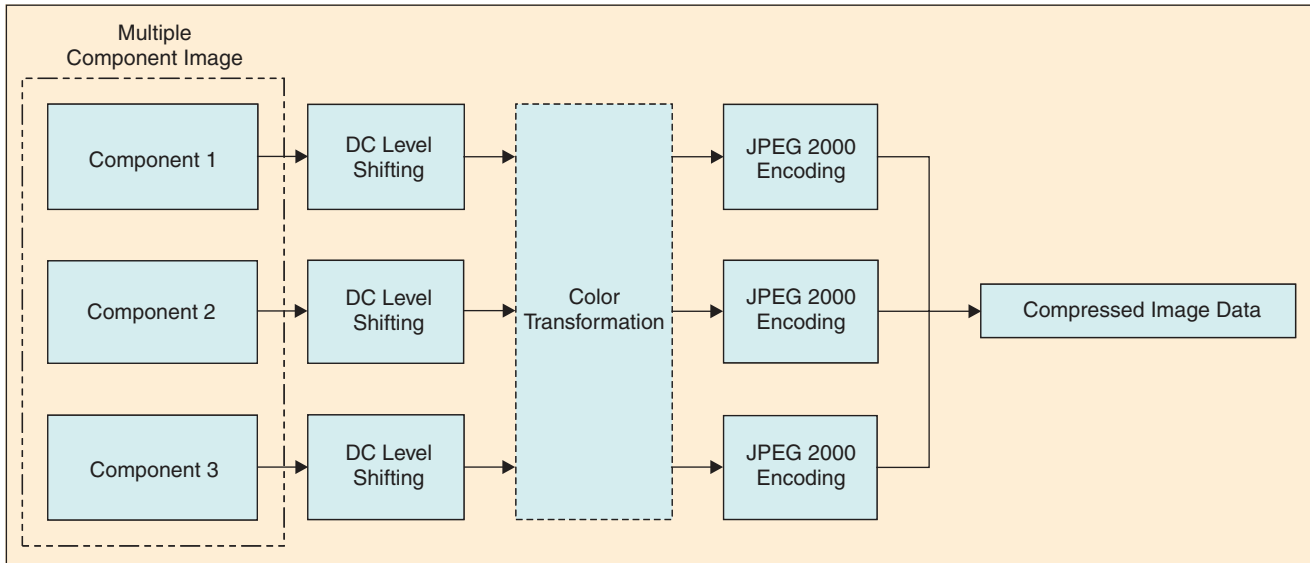 Multiple
Component Image
Component 1
DC Level
Shifting
JPEG 2000
Encoding
Component 2
DC Level
Shifting
Color
Transformation
JPEG 2000
Encoding
Compressed Image Data
Component 3
DC Level
Shifting
JPEG 2000
Encoding